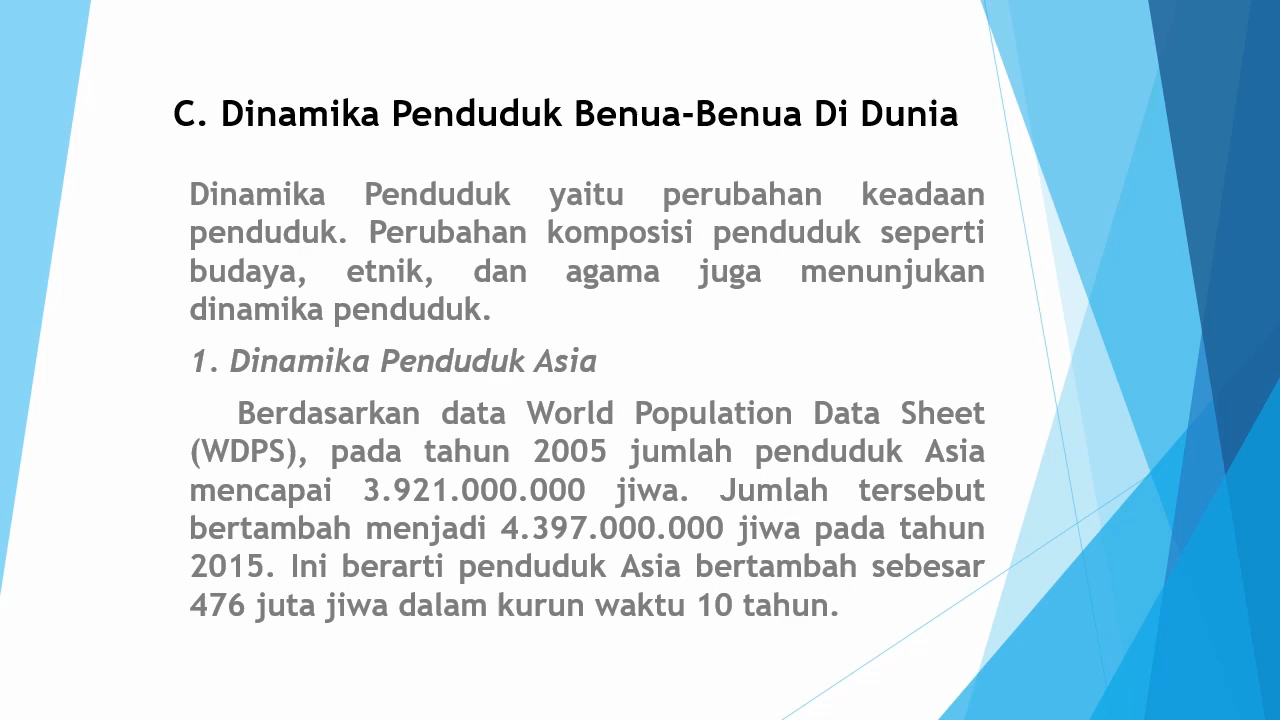 C. Dinamika Penduduk Benua-Benua Di Dunia
Dinamika Penduduk yaitu perubahan keadaan
penduduk. Perubahan komposisi penduduk seperti
budaya, etnik, dan agama juga menunjukan
dinamika penduduk.
1. Dinamika Penduduk Asia
Berdasarkan data World Population Data Sheet
(WDPS), pada tahun 2005 jumlah penduduk Asia
mencapai 3.921.000.000 jiwa. Jumlah tersebut
bertambah menjadi 4.397.000.000 jiwa pada tahun
2015. Ini berarti penduduk Asia bertambah sebesar
476 juta jiwa dalam kurun waktu 10 tahun.